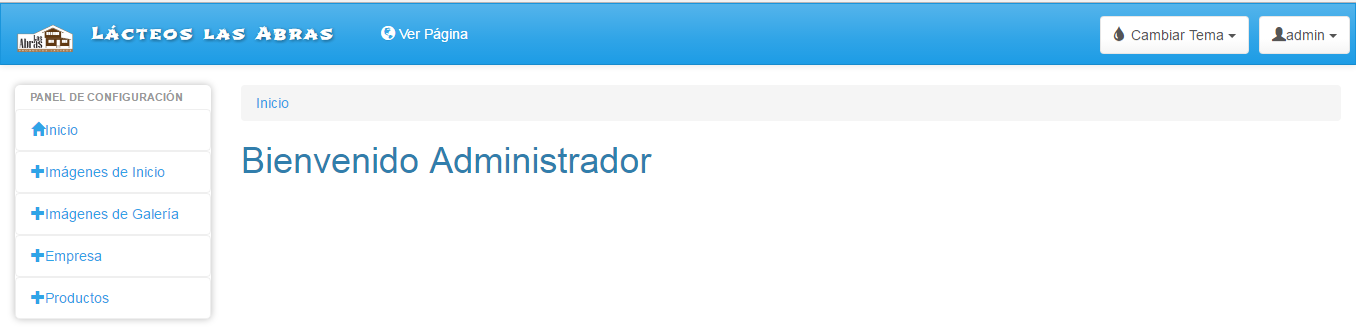 las
Abras
Lácteos las Abras
Ver Página
Cambiar Tema
admin
PANEL DE CONFIGURACIÓN
Inicio
Imágenes de Inicio
Imágenes de Galería
Empresa
Productos
Inicio
Bienvenido Administrador